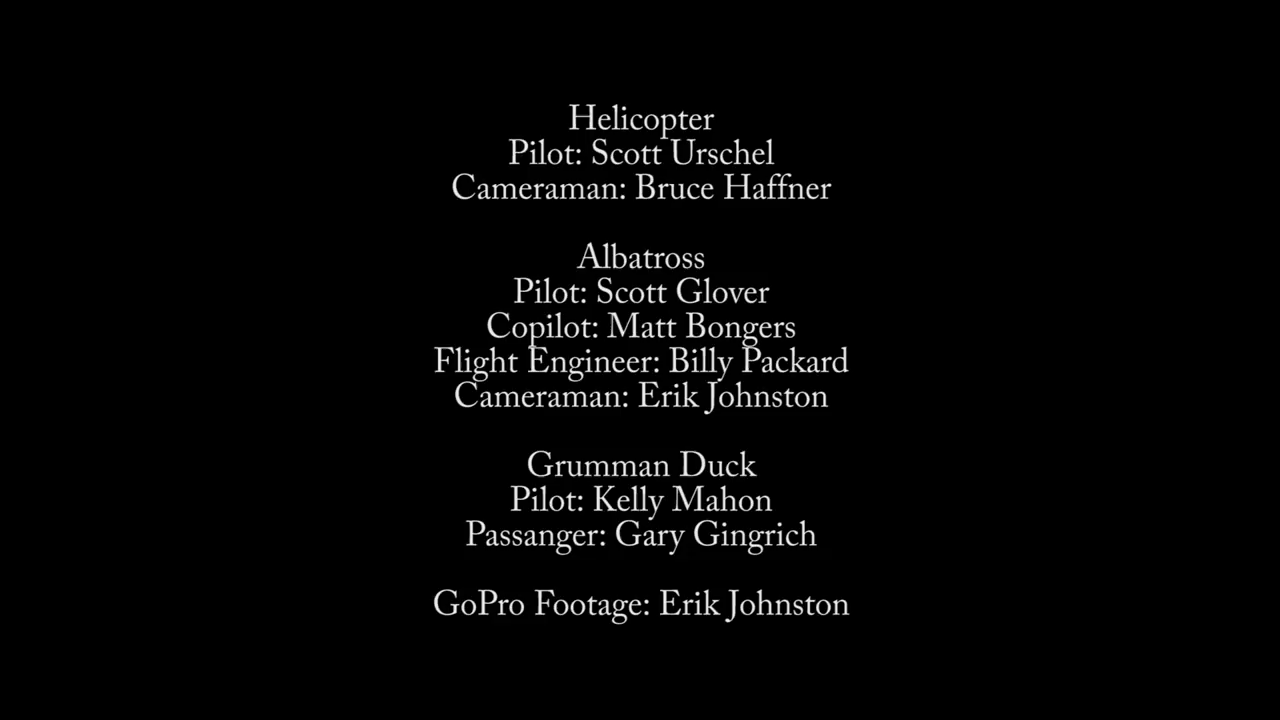 Helicopter
Pilot: Scott Urschel
Cameraman: Bruce Haffner
Albatross
Pilot: Scott Glover
Copilot: Matt Bongers
Flight Engineer: Billy Packard
Cameraman: Erik Johnston
Grumman Duck
Pilot: Kelly Mahon
Passanger: Gary Gingrich
GoPro Footage: Erik Johnston